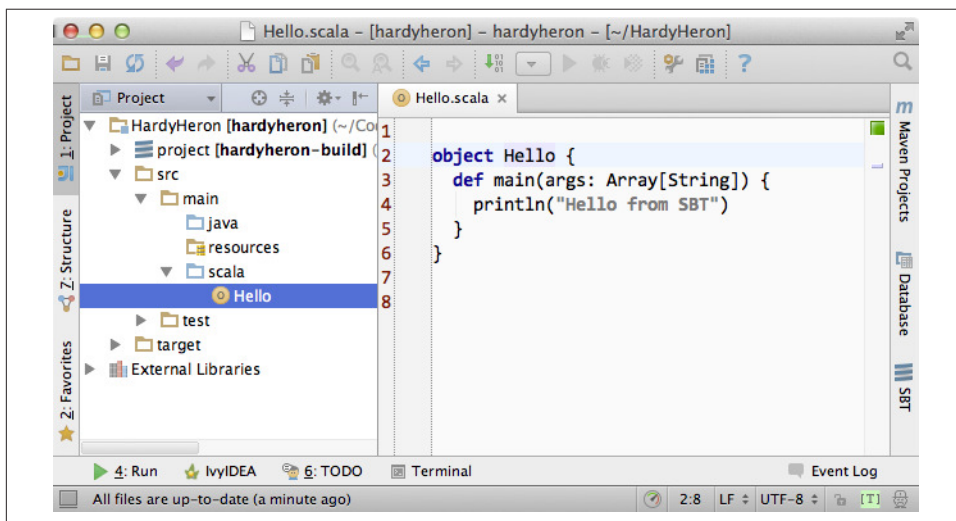 Hello.scala – [hardyheron] – hardyheron – [~/HardyHeron]
Project
Hello.scala
1: Project
Z: Structure
2: Favorites
HardyHeron [hardyheron] (~/Co
project [hardyheron-build] (
src
main
java
resources
scala
Hello
test
target
External Libraries
1
2 object Hello {
3 def main(args: Array[String]) {
4 println("Hello from SBT")
5 }
6 }
7
8
m Maven Projects
Database
SBT
4: Run IvyIDEA 6: TODO Terminal Event Log
All files are up-to-date (a minute ago) 2:8 LF UTF-8 [T]